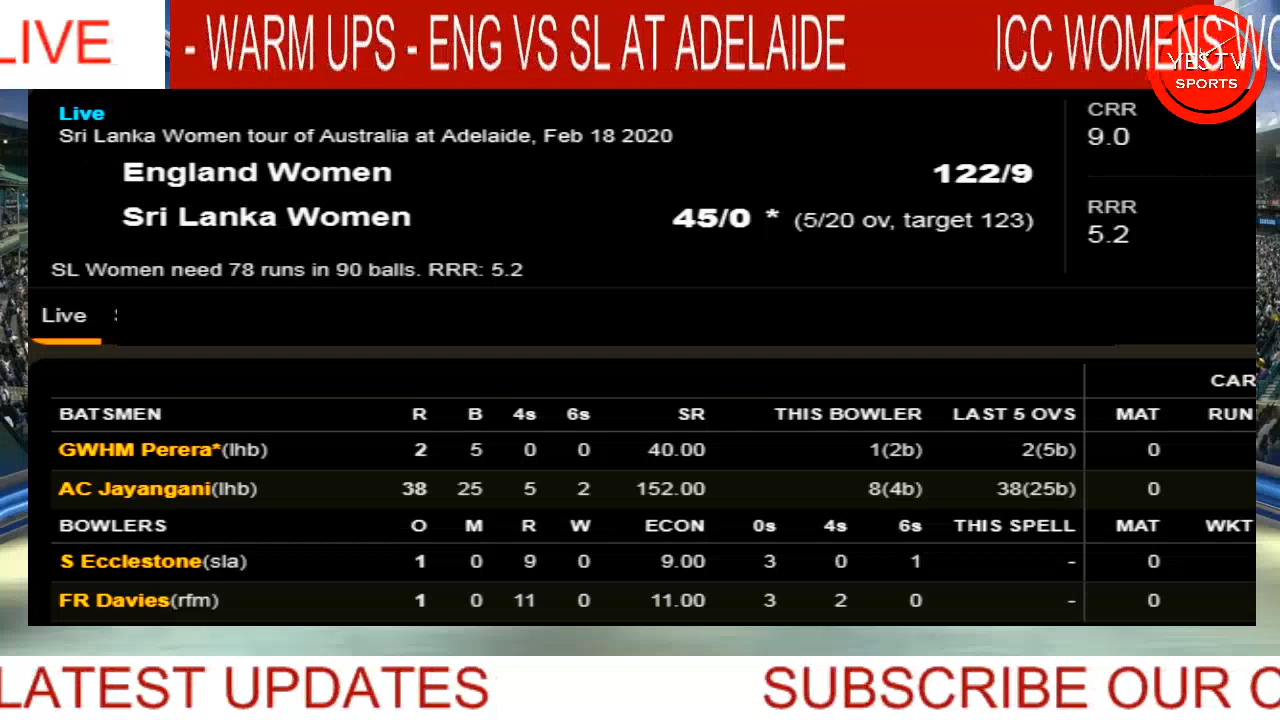 LIVE
- WARM UPS - ENG VS SL AT ADELAIDE
ICC WOMENS
YES TV
SPORTS
Live
Sri Lanka Women tour of Australia at Adelaide, Feb 18 2020
England Women 122/9
Sri Lanka Women 45/0 * (5/20 ov, target 123)
SL Women need 78 runs in 90 balls. RRR: 5.2
CRR
9.0
RRR
5.2
Live
CAR
BATSMEN R B 4s 6s SR THIS BOWLER LAST 5 OVS MAT RUN
GWHM Perera*(lhb) 2 5 0 0 40.00 1(2b) 2(5b) 0
AC Jayangani(lhb) 38 25 5 2 152.00 8(4b) 38(25b) 0
BOWLERS O M R W ECON 0s 4s 6s THIS SPELL MAT WKT
S Ecclestone(sla) 1 0 9 0 9.00 3 0 1 - 0
FR Davies(rfm) 1 0 11 0 11.00 3 2 0 - 0
LATEST UPDATES
SUBSCRIBE OUR C